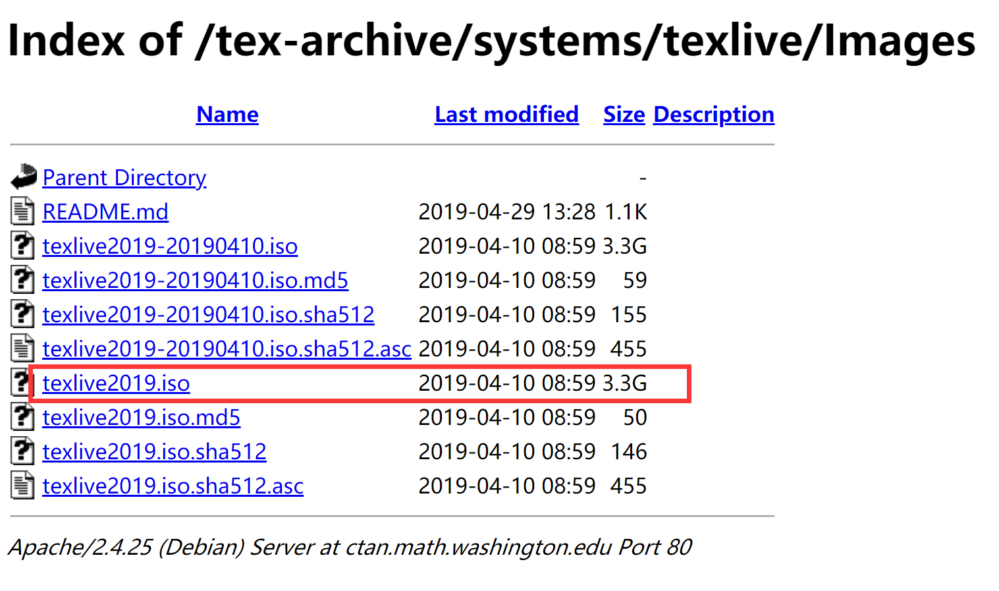 Index of /tex-archive/systems/texlive/Images
Name Last modified Size Description
Parent Directory -
README.md 2019-04-29 13:28 1.1K
texlive2019-20190410.iso 2019-04-10 08:59 3.3G
texlive2019-20190410.iso.md5 2019-04-10 08:59 59
texlive2019-20190410.iso.sha512 2019-04-10 08:59 155
texlive2019-20190410.iso.sha512.asc 2019-04-10 08:59 455
texlive2019.iso 2019-04-10 08:59 3.3G
texlive2019.iso.md5 2019-04-10 08:59 50
texlive2019.iso.sha512 2019-04-10 08:59 146
texlive2019.iso.sha512.asc 2019-04-10 08:59 455
Apache/2.4.25 (Debian) Server at ctan.math.washington.edu Port 80